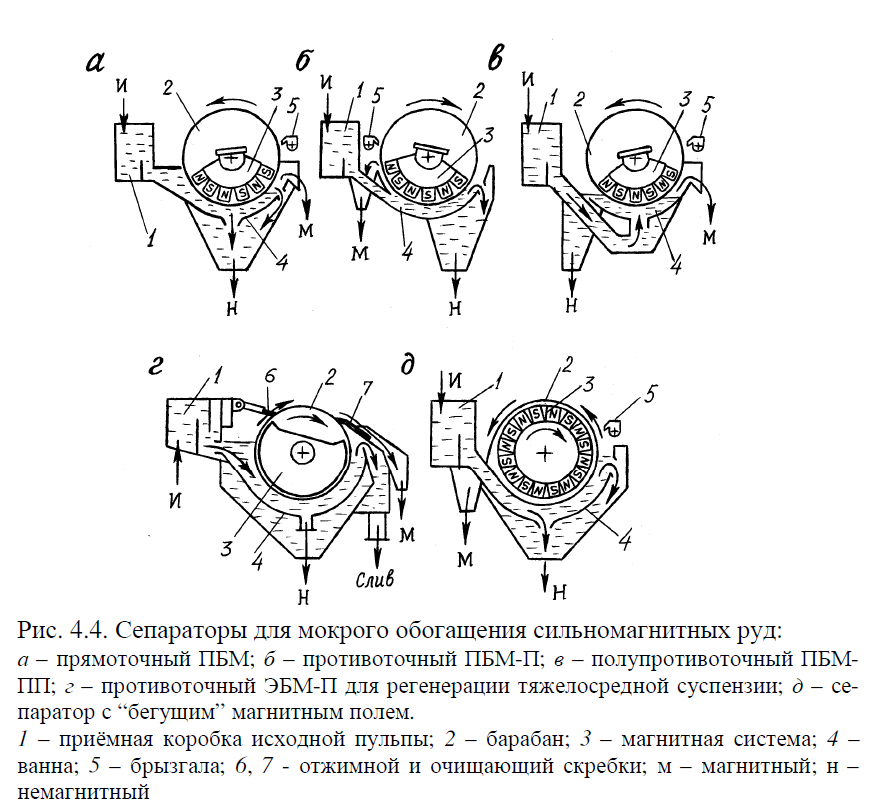 а б в
И И И
1 2 3 5 1 5 2 3 1 2 3 5
N S N S N S N S N S N S N S N S N S
1 4 М 4 М 4 М
Н Н Н
г д
1 6 2 7 И 1 2 3 5
N S N S N S N S N S N S N S N S
И 3 4 М М 4
Н Слив Н
Рис. 4.4. Сепараторы для мокрого обогащения сильномагнитных руд:
а – прямоточный ПБМ; б – противоточный ПБМ-П; в – полупротивоточный ПБМ-
ПП; г – противоточный ЭБМ-П для регенерации тяжелосредной суспензии; д – се-
паратор с “бегущим” магнитным полем.
1 – приёмная коробка исходной пульпы; 2 – барабан; 3 – магнитная система; 4 –
ванна; 5 – брызгала; 6, 7 - отжимной и очищающий скребки; м – магнитный; н –
немагнитный